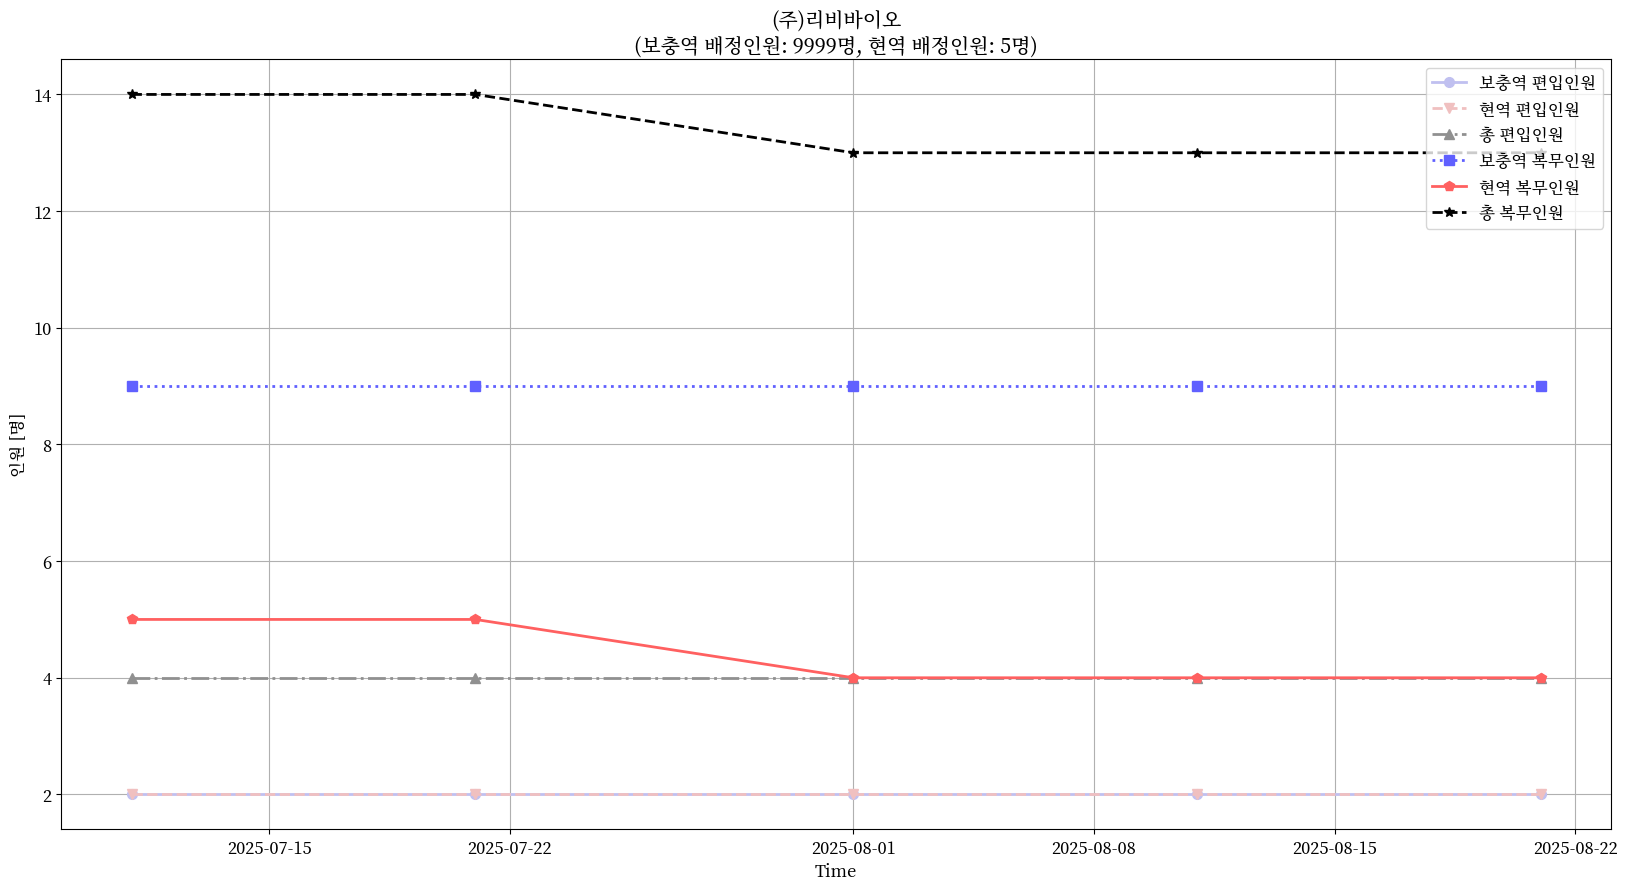 (주)리비바이오
(보충역 배정인원: 9999명, 현역 배정인원: 5명)
보충역 편입인원
현역 편입인원
총 편입인원
보충역 복무인원
현역 복무인원
총 복무인원
인원 [명]
14
12
10
8
6
4
2
2025-07-15
2025-07-22
2025-08-01
2025-08-08
2025-08-15
2025-08-22
Time